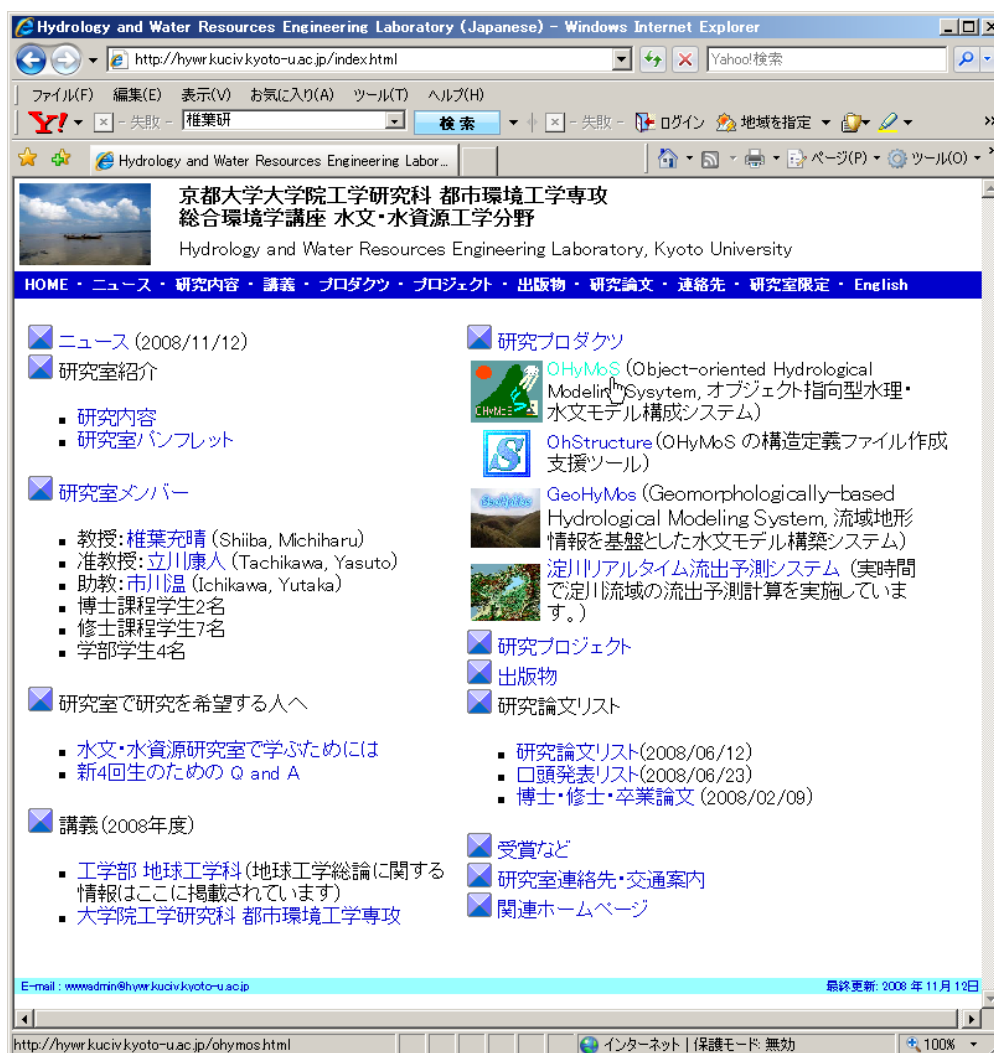 Hydrology and Water Resources Engineering Laboratory (Japanese) - Windows Internet Explorer
http://hywr.kuciv.kyoto-u.ac.jp/index.html
Yahoo!検索
ファイル(F) 編集(E) 表示(V) お気に入り(A) ツール(T) ヘルプ(H)
Y! - 失敗 - 椎葉研 検索 - 失敗 - ログイン 地域を指定 »
Hydrology and Water Resources Engineering Labor... ページ(P) ツール(O) »
京都大学大学院工学研究科 都市環境工学専攻
総合環境学講座 水文・水資源工学分野
Hydrology and Water Resources Engineering Laboratory, Kyoto University
HOME ・ ニュース ・ 研究内容 ・ 講義 ・ プロダクツ ・ プロジェクト ・ 出版物 ・ 研究論文 ・ 連絡先 ・ 研究室限定 ・ English
ニュース (2008/11/12)
研究室紹介
研究内容
研究室パンフレット
研究室メンバー
教授: 椎葉充晴 (Shiiba, Michiharu)
准教授: 立川康人 (Tachikawa, Yasuto)
助教: 市川温 (Ichikawa, Yutaka)
博士課程学生2名
修士課程学生7名
学部学生4名
研究室で研究を希望する人へ
水文・水資源研究室で学ぶためには
新4回生のための Q and A
講義 (2008年度)
工学部 地球工学科 (地球工学総論に関する
情報はここに掲載されています)
大学院工学研究科 都市環境工学専攻
研究プロダクツ
OHyMoS
OHyMoS (Object-oriented Hydrological
Modeling Sysytem, オブジェクト指向型水理・
水文モデル構成システム)
S
OhStructure (OHyMoS の構造定義ファイル作成
支援ツール)
GeoHyMos
GeoHyMos (Geomorphologically-based
Hydrological Modeling System, 流域地形
情報を基盤とした水文モデル構築システム)
淀川リアルタイム流出予測システム (実時間
で淀川流域の流出予測計算を実施していま
す。)
研究プロジェクト
出版物
研究論文リスト
研究論文リスト(2008/06/12)
口頭発表リスト(2008/06/23)
博士・修士・卒業論文 (2008/02/09)
受賞など
研究室連絡先・交通案内
関連ホームページ
E-mail : wwwadmin@hywr.kuciv.kyoto-u.ac.jp
最終更新: 2008 年 11月 12日
http://hywr.kuciv.kyoto-u.ac.jp/ohymos.html
インターネット | 保護モード: 無効
100%